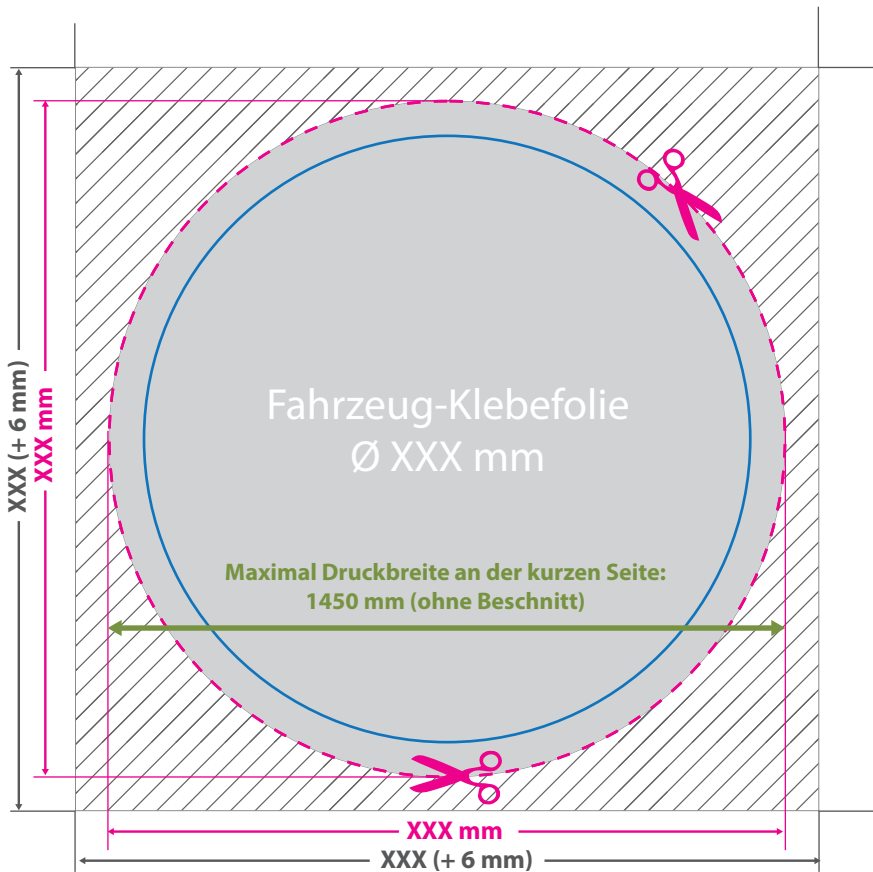 XXX (+ 6 mm)
XXX mm
Fahrzeug-Klebefolie
Ø XXX mm
Maximal Druckbreite an der kurzen Seite:
1450 mm (ohne Beschnitt)
XXX mm
XXX (+ 6 mm)